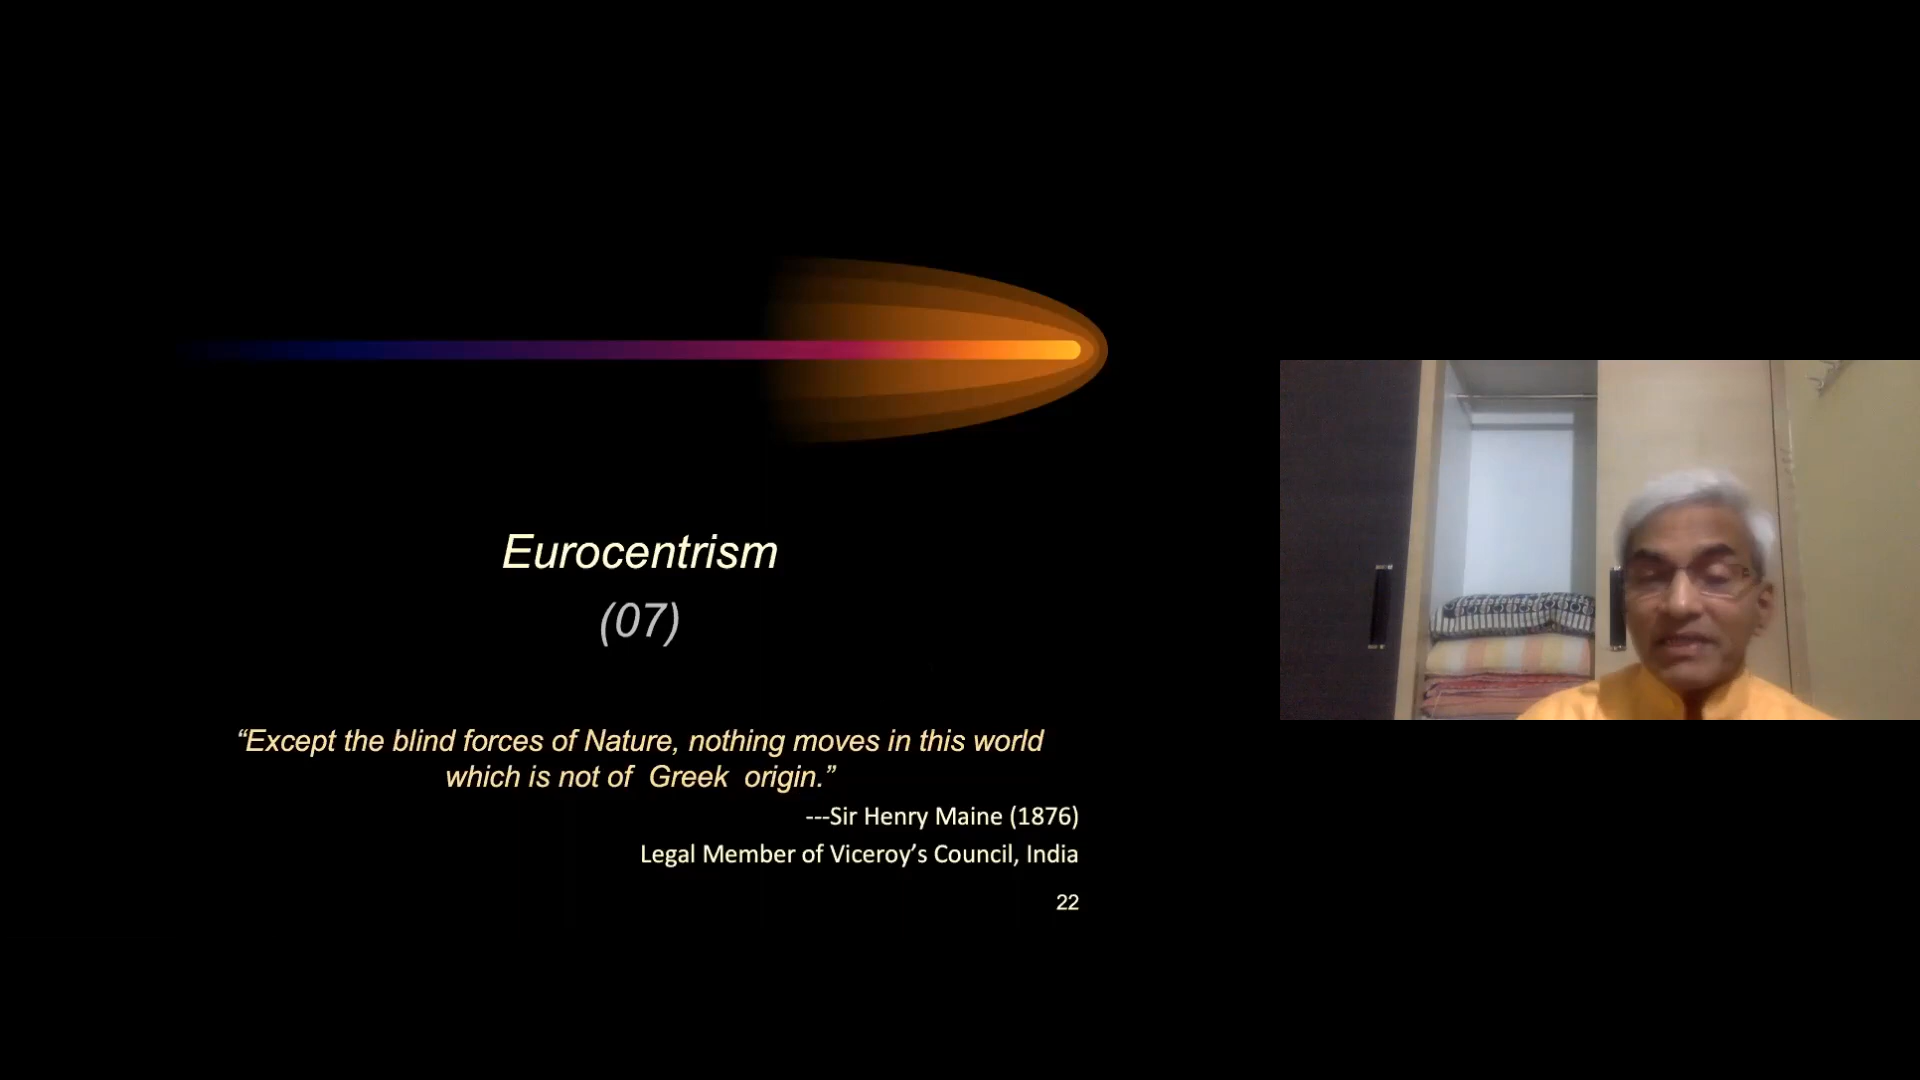 Eurocentrism
(07)
“Except the blind forces of Nature, nothing moves in this world
which is not of  Greek  origin.”
---Sir Henry Maine (1876)
Legal Member of Viceroy’s Council, India
22